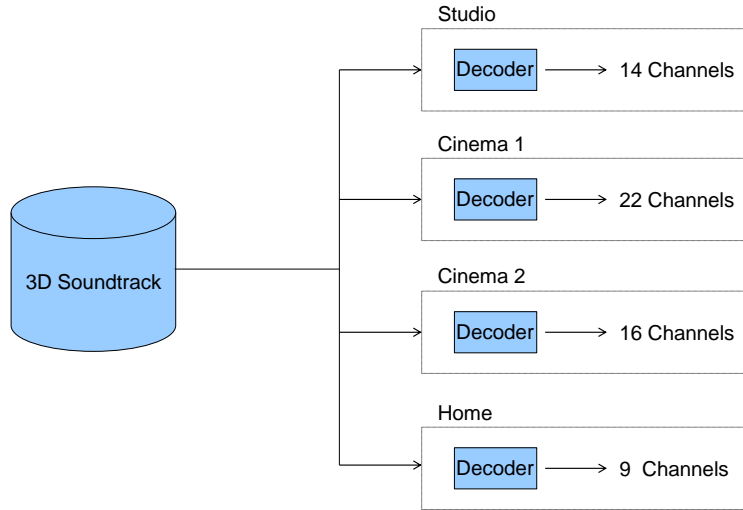 Studio
Decoder
14 Channels
Cinema 1
Decoder
22 Channels
3D Soundtrack
Cinema 2
Decoder
16 Channels
Home
Decoder
9 Channels